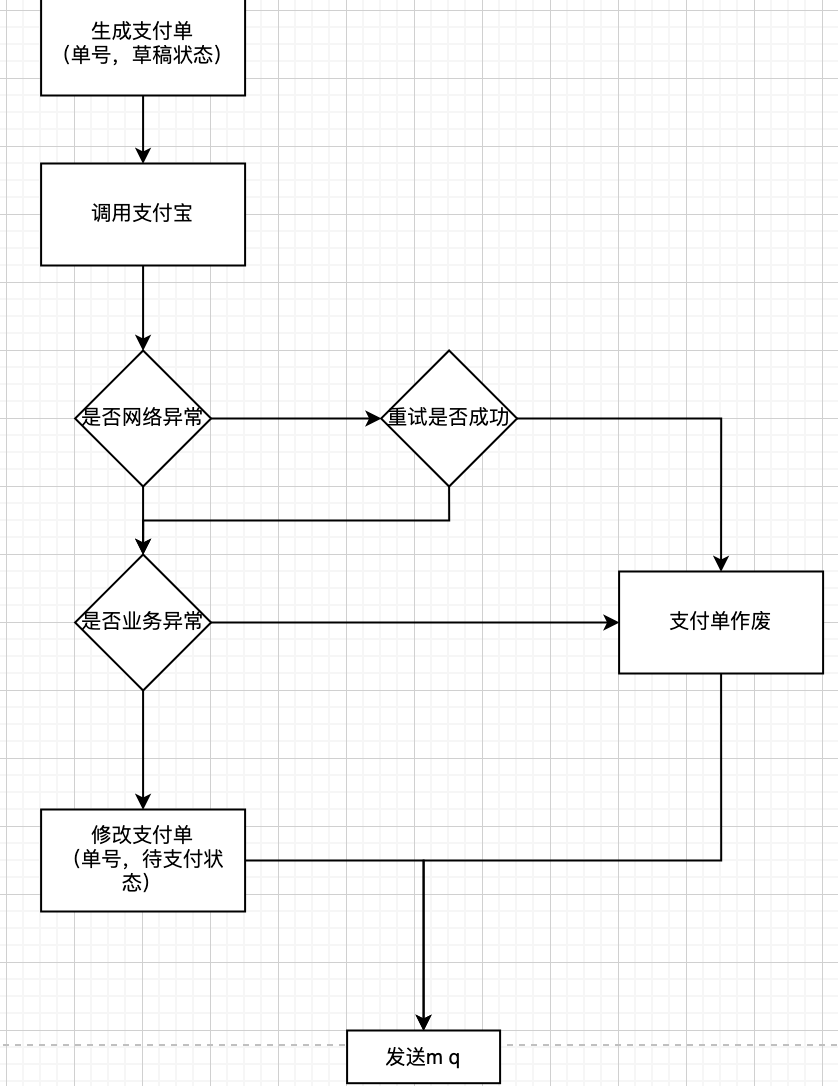 生成支付单
（单号，草稿状态）
调用支付宝
是否网络异常
重试是否成功
是否业务异常
支付单作废
修改支付单
（单号，待支付状
态）
发送m q